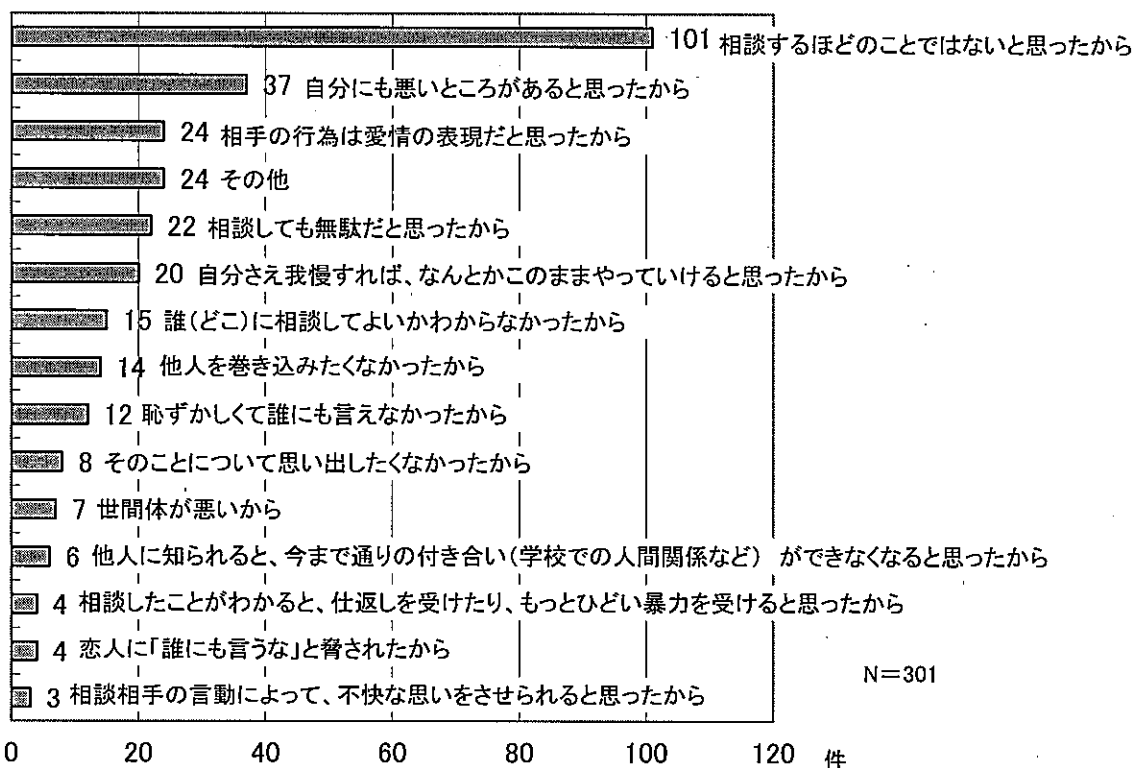 101 相談するほどのことではないと思ったから
37 自分にも悪いところがあると思ったから
24 相手の行為は愛情の表現だと思ったから
24 その他
22 相談しても無駄だと思ったから
20 自分さえ我慢すれば、なんとかこのままやっていけると思ったから
15 誰(どこ)に相談してよいかわからなかったから
14 他人を巻き込みたくなかったから
12 恥ずかしくて誰にも言えなかったから
8 そのことについて思い出したくなかったから
7 世間体が悪いから
6 他人に知られると、今まで通りの付き合い(学校での人間関係など) ができなくなると思ったから
4 相談したことがわかると、仕返しを受けたり、もっとひどい暴力を受けると思ったから
4 恋人に「誰にも言うな」と脅されたから
3 相談相手の言動によって、不快な思いをさせられると思ったから
N=301
0 20 40 60 80 100 120 件